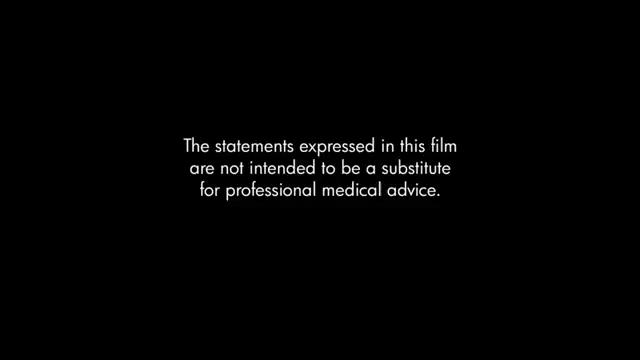 The statements expressed in this film
are not intended to be a substitute
for professional medical advice.